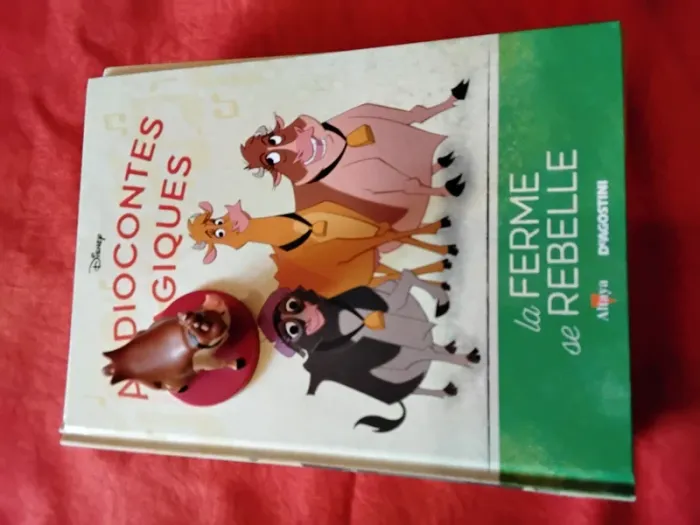 Disney
A DIOCONTES
GIQUES
la FERME
se REBELLE
Altaya
DeAGOSTINI